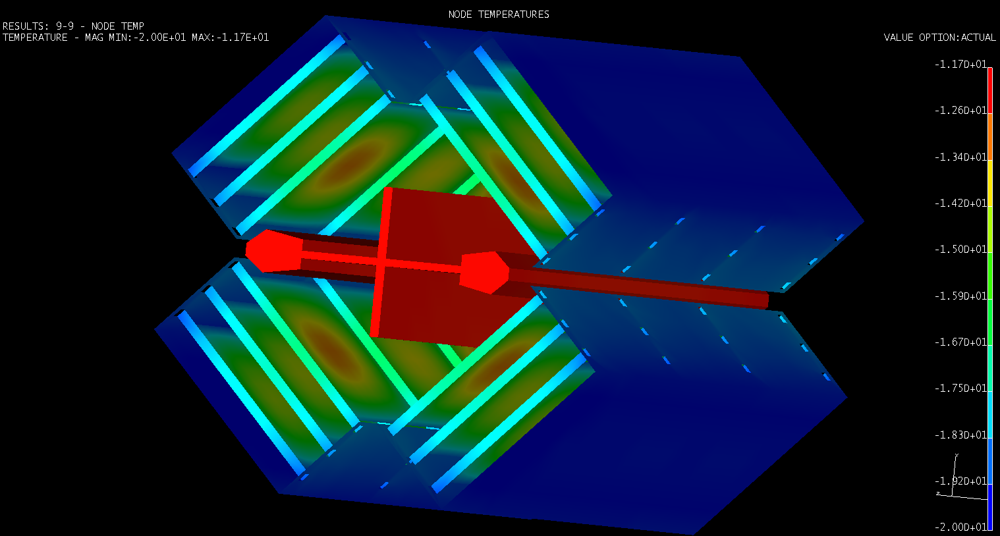 NODE TEMPERATURES
RESULTS: 9-9 - NODE TEMP
TEMPERATURE - MAG MIN:-2.00E+01 MAX:-1.17E+01
VALUE OPTION:ACTUAL
-1.17D+01
-1.26D+01
-1.34D+01
-1.42D+01
-1.50D+01
-1.59D+01
-1.67D+01
-1.75D+01
-1.83D+01
Y
-1.92D+01
Z
-2.00D+01